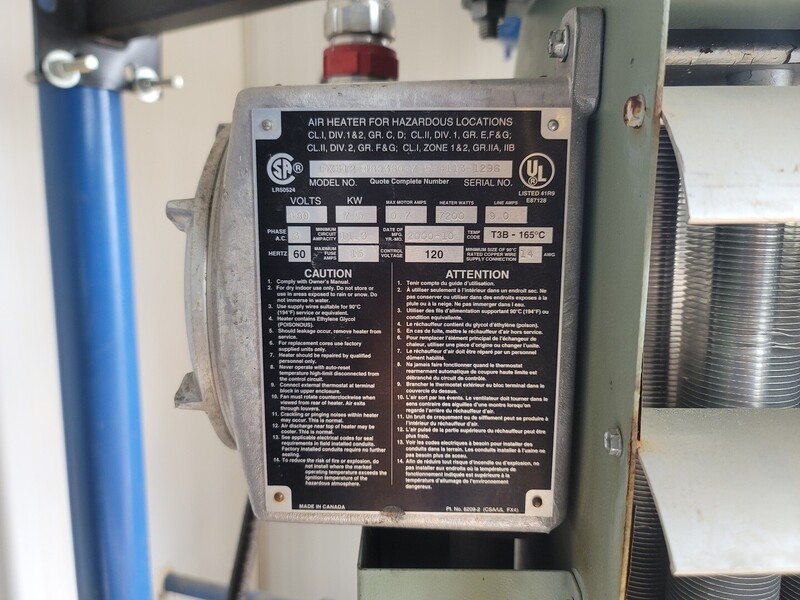 AIR HEATER FOR HAZARDOUS LOCATIONS
CL.I, DIV.1&2, GR. C, D; CL.II, DIV. 1, GR. E,F&G;
CL.II, DIV. 2, GR. F&G; CL.I, ZONE 1&2, GR.IIA, IIB
SA ®
LR50524
MODEL NO. Quote Complete Number SERIAL NO.
UL ®
LISTED 41R9
E87128
VOLTS KW MAX MOTOR AMPS HEATER WATTS LINE AMPS
0.7 7200 9.0
PHASE A.C. MINIMUM CIRCUIT AMPACITY DATE OF MFG. YR.-MO. 2000-10 TEMP CODE T3B - 165°C
HERTZ 60 MAXIMUM FUSE AMPS 15 CONTROL VOLTAGE 120 MINIMUM SIZE OF 90°C RATED COPPER WIRE SUPPLY CONNECTION 14 AWG
CAUTION
1. Comply with Owner's Manual.
2. For dry indoor use only. Do not store or
use in areas exposed to rain or snow. Do
not immerse in water.
3. Use supply wires suitable for 90°C
(194°F) service or equivalent.
4. Heater contains Ethylene Glycol
(POISONOUS).
5. Should leakage occur, remove heater from
service.
6. For replacement cores use factory
supplied units only.
7. Heater should be repaired by qualified
personnel only.
8. Never operate with auto-reset
temperature high-limit disconnected from
the control circuit.
9. Connect external thermostat at terminal
block in upper enclosure.
10. Fan must rotate counterclockwise when
viewed from rear of heater. Air exits
through louvers.
11. Crackling or pinging noises within heater
may occur. This is normal.
12. Air discharge near top of heater may be
cooler. This is normal.
13. See applicable electrical codes for seal
requirements in field installed conduits.
Factory installed conduits require no further
sealing.
14. To reduce the risk of fire or explosion, do
not install where the marked
operating temperature exceeds the
ignition temperature of the
hazardous atmosphere.
ATTENTION
1. Tenir compte du guide d'utilisation.
2. À utiliser seulement à l'intérieur dans un endroit sec. Ne
pas conserver ou utiliser dans des endroits exposés à la
pluie ou à la neige. Ne pas immerger dans l'eau.
3. Utiliser des fils d'alimentation supportant 90°C (194°F) ou
condition équivalente.
4. Le réchauffeur contient du glycol d'éthylène (poison).
5. En cas de fuite, mettre le réchauffeur d'air hors service.
6. Pour remplacer l'élément principal de l'échangeur de
chaleur, utiliser une pièce d'origine ou changer l'unités.
7. Le réchauffeur d'air doit être réparé par un personnel
dûment habilité.
8. Ne jamais faire fonctionner quand le thermostat
rearmement automatique de coupure haute limite est
débranché du circuit de contrôle.
9. Brancher le thermostat extérieur au bloc terminal dans le
couvercle du dessus.
10. L'air sort par les évents. Le ventilateur doit tourner dans le
sens contraire des aiguilles d'une montre lorsqu'on
regarde l'arrière du réchauffeur d'air.
11. Un bruit de craquement ou de sifflement peut se produire à
l'intérieur du réchauffeur d'air.
12. L'air pulsé de la partie supérieure du réchauffeur peut être
plus frais.
13. Voir les codes electriques à besoin pour installer des
conduits dans le terrain. Les conduits installé à l'usine ne
pas besoin plus de sceau.
14. Afin de réduire tout risque d'incendie ou d'explosion, ne
pas installer aux endroits où la température de
fonctionnement indiqué est supérieure à la
température d'allumage de l'environnement
dangereux.
MADE IN CANADA Pt. No. 6209-2 (CSA/UL FX4)